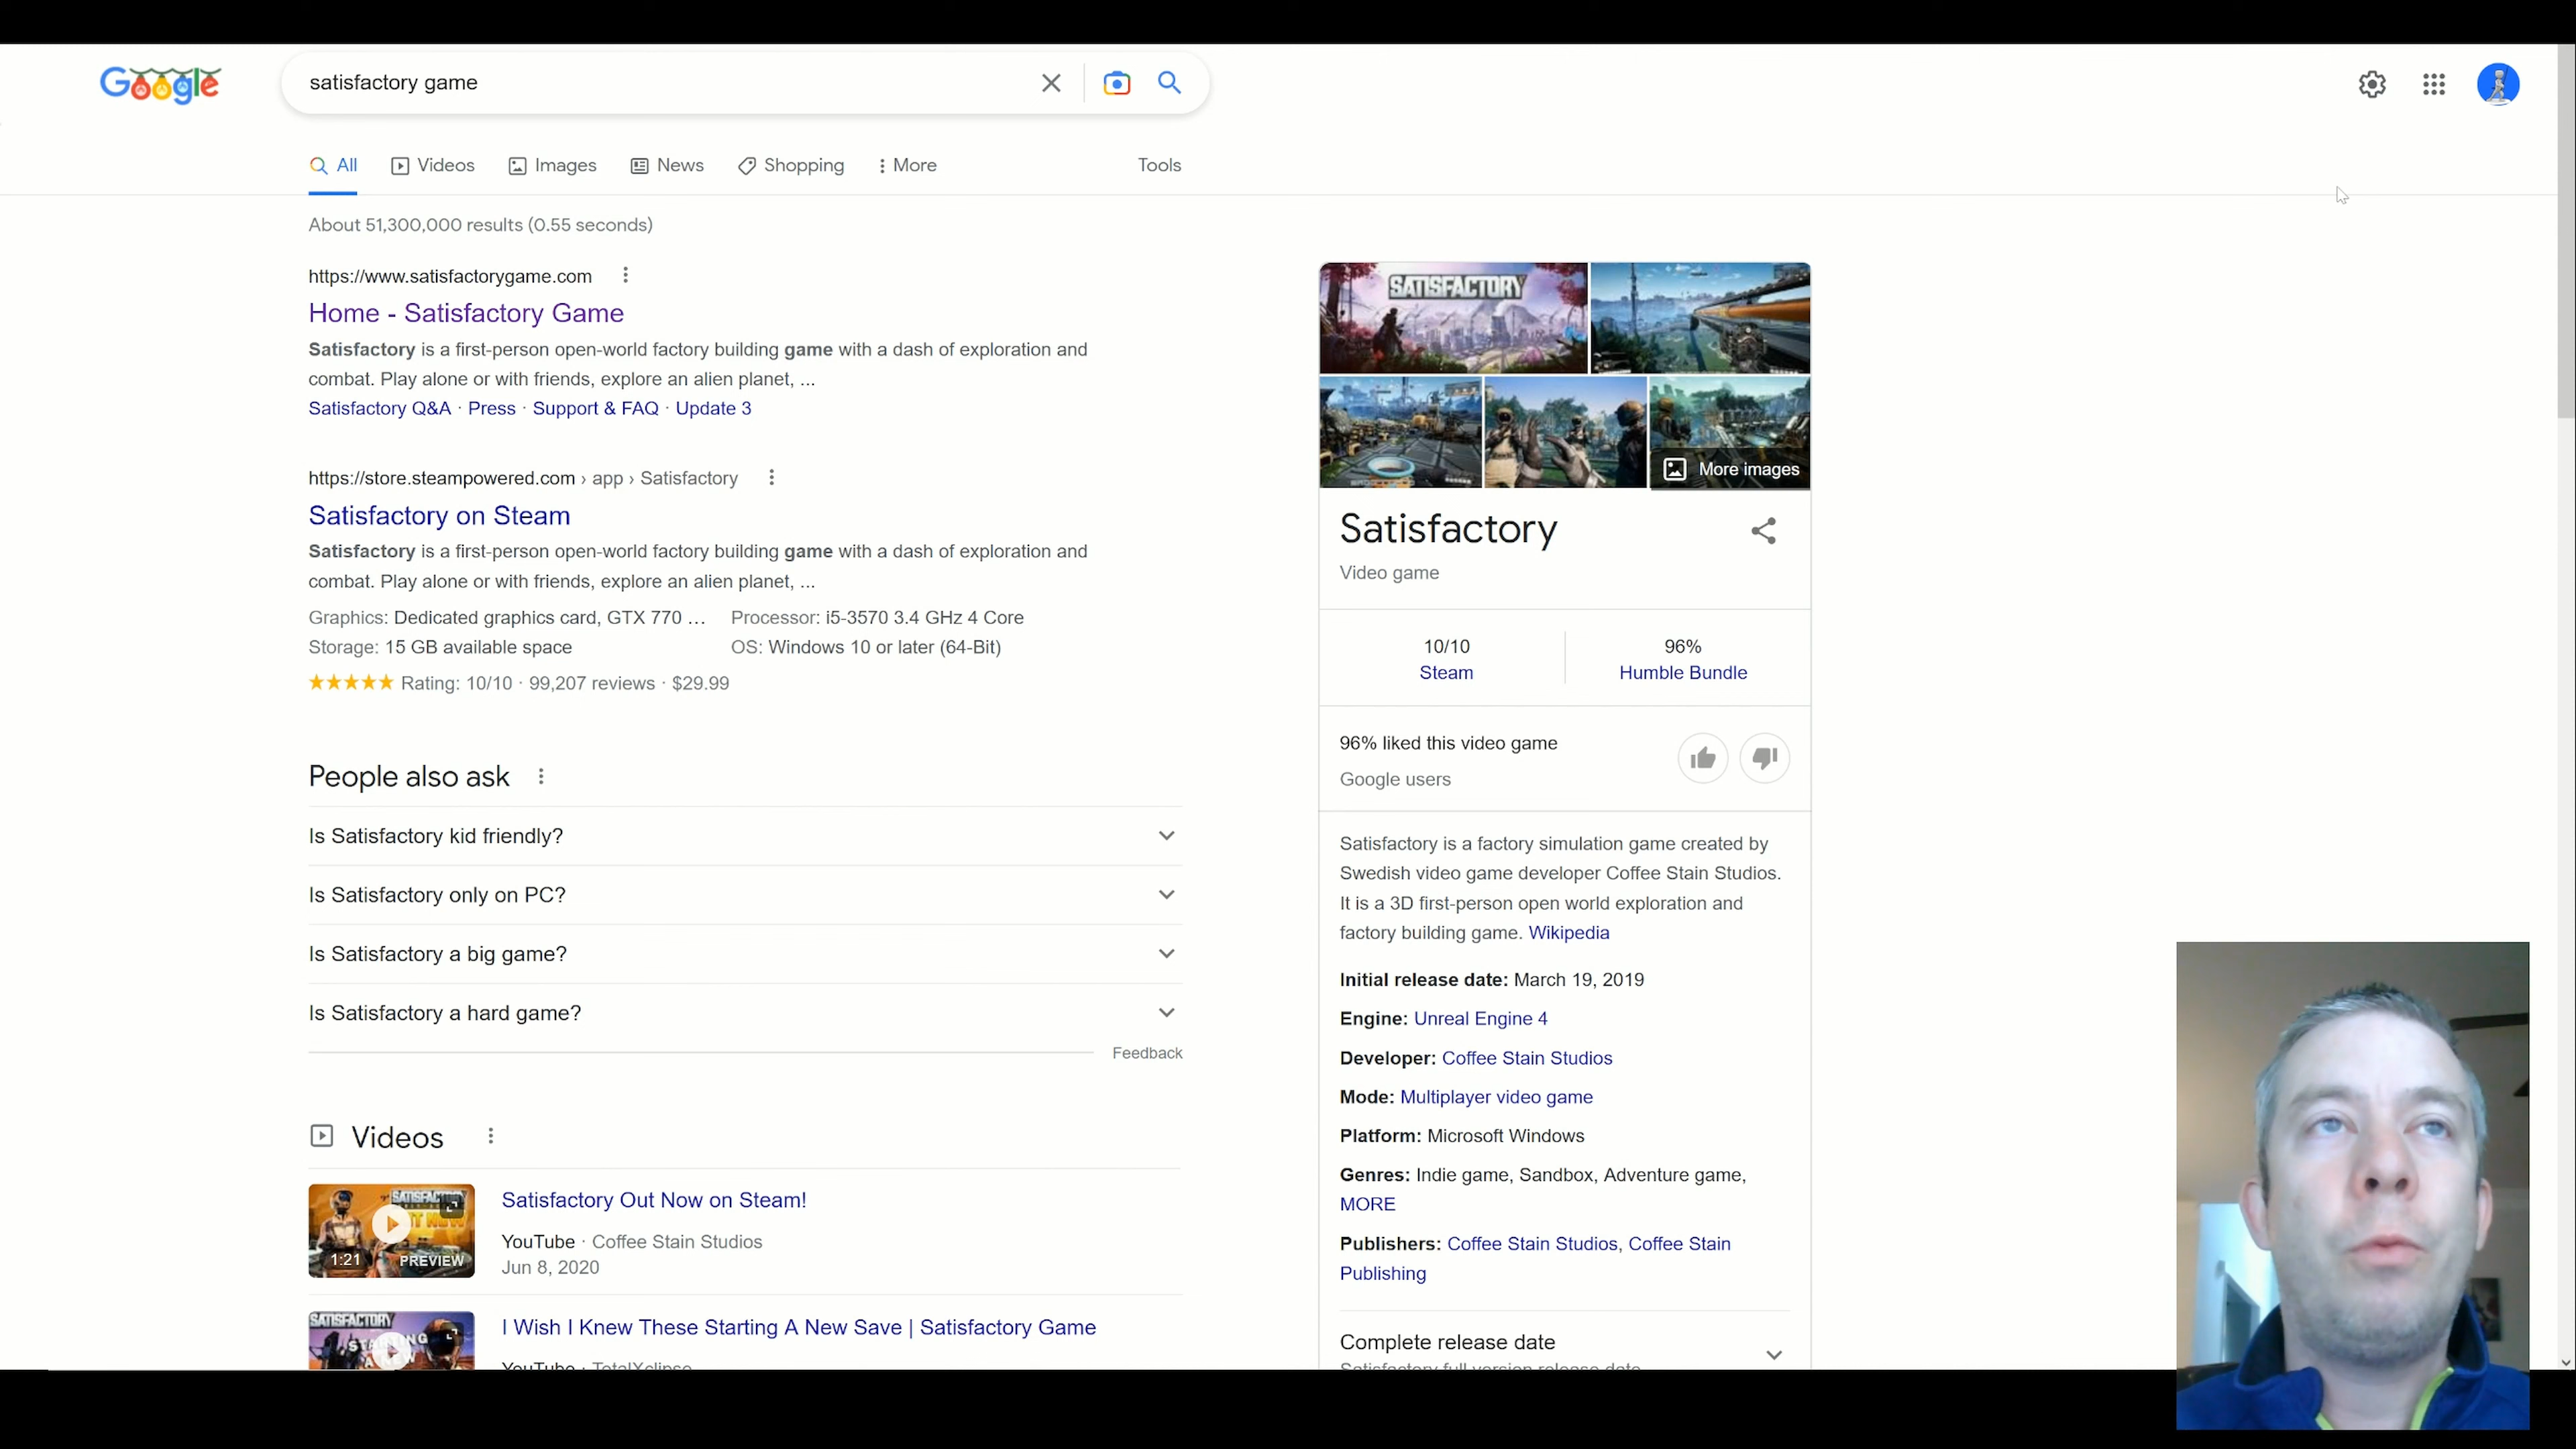 Google
satisfactory game
All
Videos
Images
News
Shopping
More
Tools
About 51,300,000 results (0.55 seconds)
https://www.satisfactorygame.com
Home - Satisfactory Game
Satisfactory is a first-person open-world factory building game with a dash of exploration and
combat. Play alone or with friends, explore an alien planet, ...
Satisfactory Q&A · Press · Support & FAQ · Update 3
https://store.steampowered.com › app › Satisfactory
Satisfactory on Steam
Satisfactory is a first-person open-world factory building game with a dash of exploration and
combat. Play alone or with friends, explore an alien planet, ...
Graphics: Dedicated graphics card, GTX 770 ...
Processor: i5-3570 3.4 GHz 4 Core
Storage: 15 GB available space
OS: Windows 10 or later (64-Bit)
Rating: 10/10 · 99,207 reviews · $29.99
People also ask
Is Satisfactory kid friendly?
Is Satisfactory only on PC?
Is Satisfactory a big game?
Is Satisfactory a hard game?
Feedback
Videos
SATISFACTORY
1:21
PREVIEW
Satisfactory Out Now on Steam!
YouTube · Coffee Stain Studios
Jun 8, 2020
SATISFACTORY
STARTING
A NEW
I Wish I Knew These Starting A New Save | Satisfactory Game
YouTube · TotalXclipse
SATISFACTORY
More images
Satisfactory
Video game
10/10
Steam
96%
Humble Bundle
96% liked this video game
Google users
Satisfactory is a factory simulation game created by
Swedish video game developer Coffee Stain Studios.
It is a 3D first-person open world exploration and
factory building game. Wikipedia
Initial release date: March 19, 2019
Engine: Unreal Engine 4
Developer: Coffee Stain Studios
Mode: Multiplayer video game
Platform: Microsoft Windows
Genres: Indie game, Sandbox, Adventure game,
MORE
Publishers: Coffee Stain Studios, Coffee Stain
Publishing
Complete release date
Satisfactory full version release date